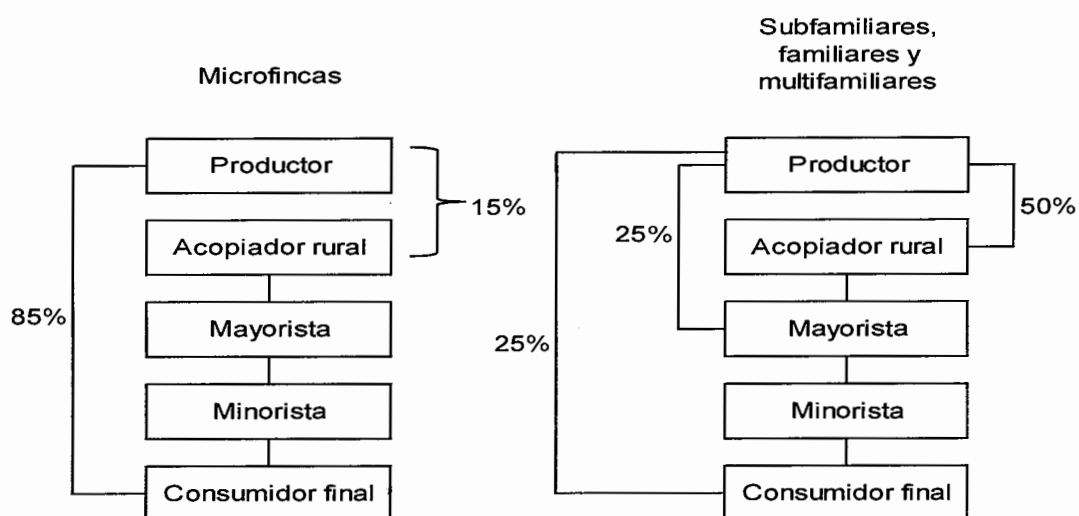 Microfincas
Productor
Acopiador rural
15%
Mayorista
85%
Minorista
Consumidor final
Subfamiliares,
familiares y
multifamiliares
Productor
50%
25%
Acopiador rural
Mayorista
25%
Minorista
Consumidor final